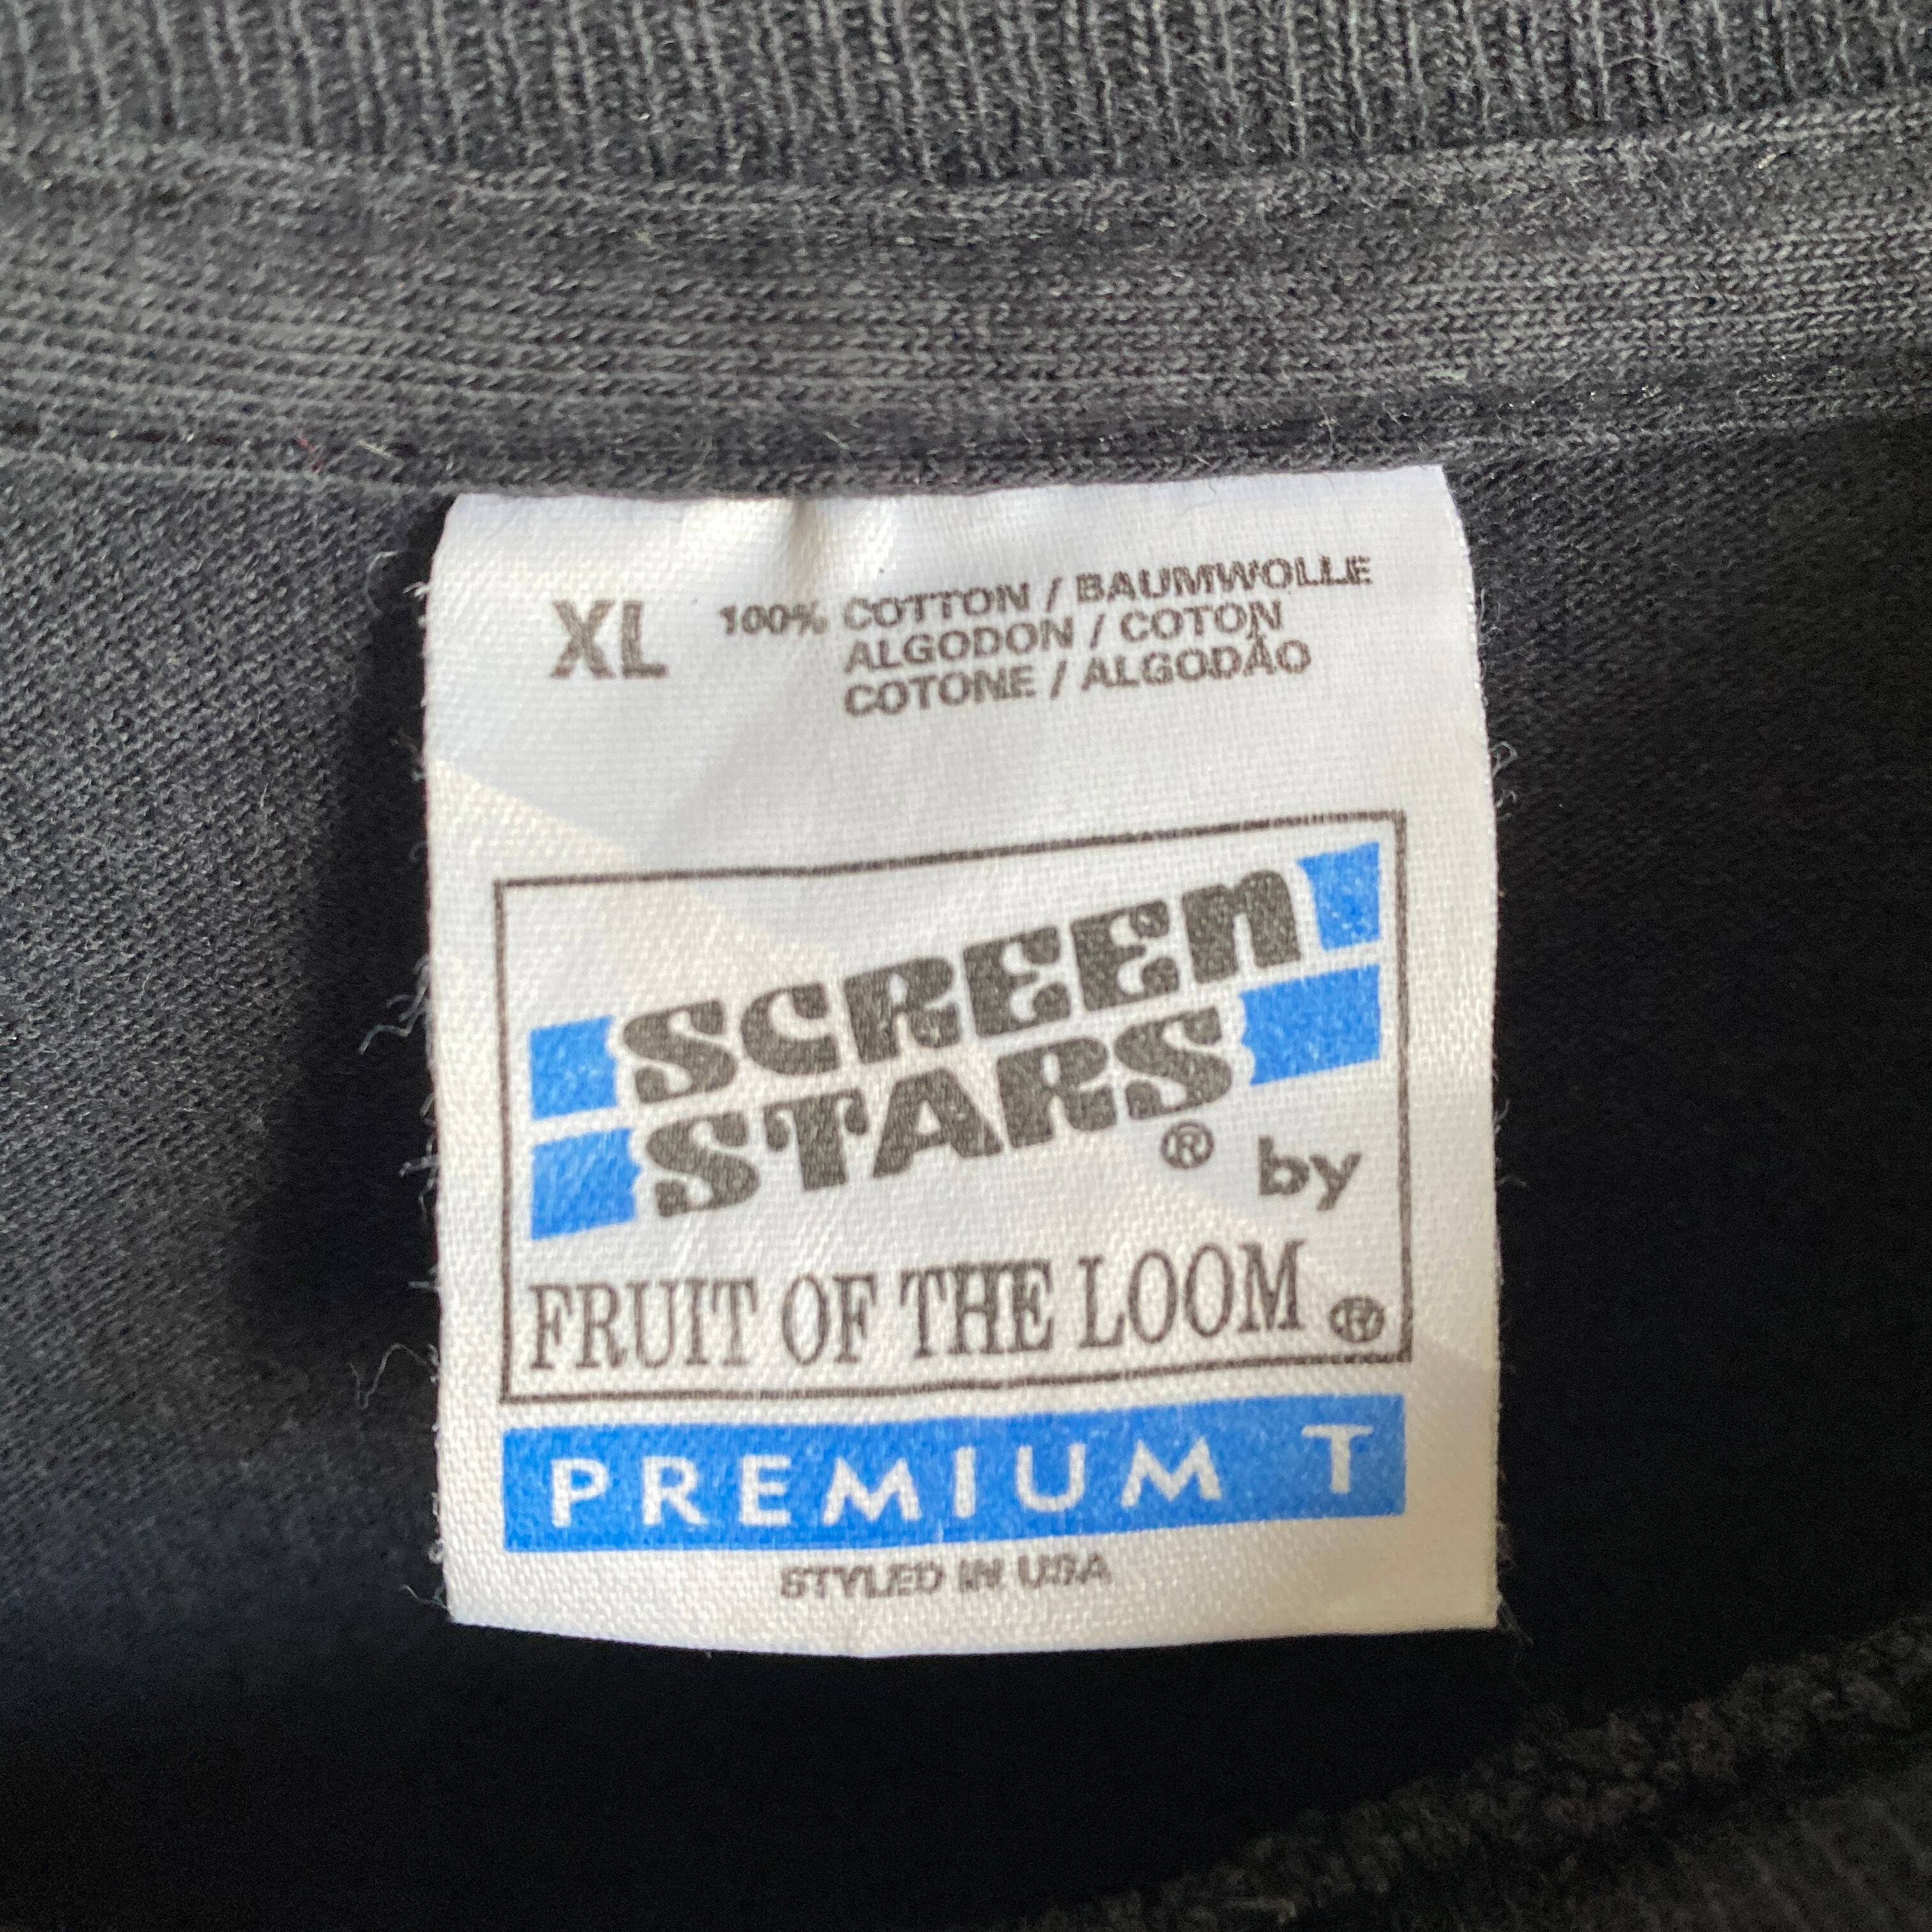 XL 100% COTTON / BAUMWOLLE
ALGODON / COTON
COTONE / ALGODÃO
SCREEN
STARS ® by
FRUIT OF THE LOOM ®
PREMIUM T
STYLED IN USA